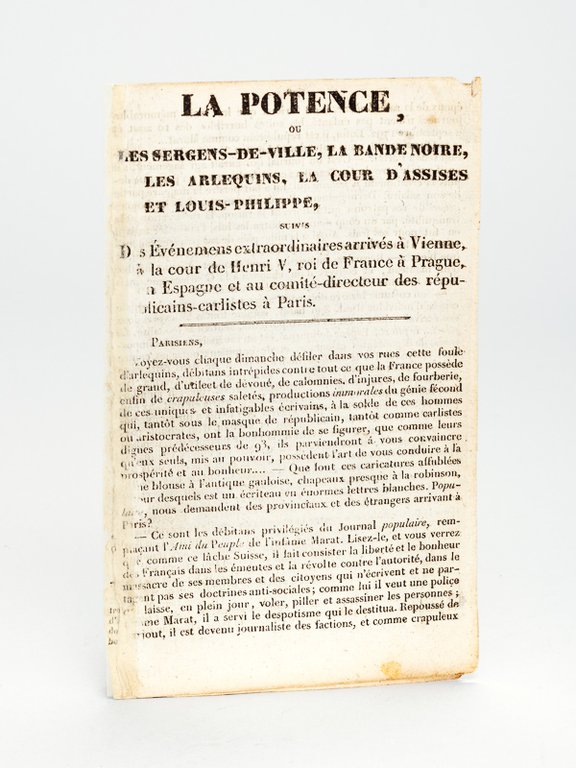 LA POTENCE,
OU
LES SERGENS-DE-VILLE, LA BANDE NOIRE,
LES ARLEQUINS, LA COUR D'ASSISES
ET LOUIS-PHILIPPE,
SUIVIS
D s Événemens extraordinaires arrivés à Vienne,
à la cour de Henri V, roi de France à Prague,
n Espagne et au comité-directeur des répu-
blicains-carlistes à Paris.
PARISIENS,
Voyez-vous chaque dimanche défiler dans vos rues cette foule
d'arlequins, débitans intrépides contre tout ce que la France possède
de grand, d'utile et de dévoué, de calomnies, d'injures, de fourberie,
enfin de crapuleuses saletés, productions immorales du génie fécond
de ces uniques et infatigables écrivains, à la solde de ces hommes
qui, tantôt sous le masque de républicain, tantôt comme carlistes
ou aristocrates, ont la bonhommie de se figurer, que comme leurs
dignes prédécesseurs de 93, ils parviendront à vous convaincre
qu'eux seuls, mis au pouvoir, possèdent l'art de vous conduire à la
prospérité et au bonheur.... — Que font ces caricatures affublées
ne blouse à l'antique gauloise, chapeaux presque à la robinson,
ur desquels est un écriteau en énormes lettres blanches. Popu-
laire, nous demandent des provinciaux et des étrangers arrivant à
Paris?
— Ce sont les débitans privilégiés du Journal populaire, rem-
plaçant l'Ami du Peuple de l'infâme Marat. Lisez-le, et vous verrez
que comme ce lâche Suisse, il fait consister la liberté et le bonheur
des Français dans les émeutes et la révolte contre l'autorité, dans le
massacre de ses membres et des citoyens qui n'écrivent et ne par-
tagent pas ses doctrines anti-sociales; comme lui il veut une police
laisse, en plein jour, voler, piller et assassiner les personnes;
me Marat, il a servi le despotisme qui le destitua. Repoussé de
tout, il est devenu journaliste des factions, et comme crapuleux